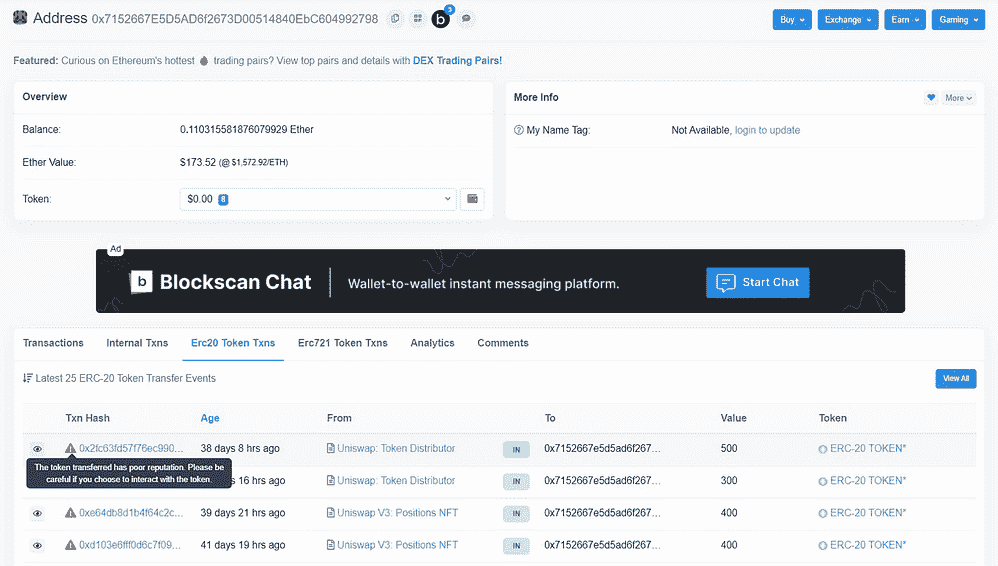 Address 0x7152667E5D5AD6f2673D00514840EbC604992798 b 3 Buy Exchange Earn Gaming
Featured: Curious on Ethereum's hottest trading pairs? View top pairs and details with DEX Trading Pairs!
Overview
Balance: 0.110315581876079929 Ether
Ether Value: $173.52 (@ $1,572.92/ETH)
Token: $0.00 8
More Info More
My Name Tag: Not Available, login to update
Ad
b Blockscan Chat Wallet-to-wallet instant messaging platform. Start Chat
Transactions Internal Txns Erc20 Token Txns Erc721 Token Txns Analytics Comments
Latest 25 ERC-20 Token Transfer Events View All
Txn Hash Age From To Value Token
0x2fc63fd57f76ec990... 38 days 8 hrs ago Uniswap: Token Distributor IN 0x7152667e5d5ad6f267... 500 ERC-20 TOKEN*
The token transferred has poor reputation. Please be
careful if you choose to interact with the token.
s 16 hrs ago Uniswap: Token Distributor IN 0x7152667e5d5ad6f267... 300 ERC-20 TOKEN*
0xe64db8d1b4f64c2c... 39 days 21 hrs ago Uniswap V3: Positions NFT IN 0x7152667e5d5ad6f267... 400 ERC-20 TOKEN*
0xd103e6fff0d6c7f09... 41 days 19 hrs ago Uniswap V3: Positions NFT IN 0x7152667e5d5ad6f267... 400 ERC-20 TOKEN*